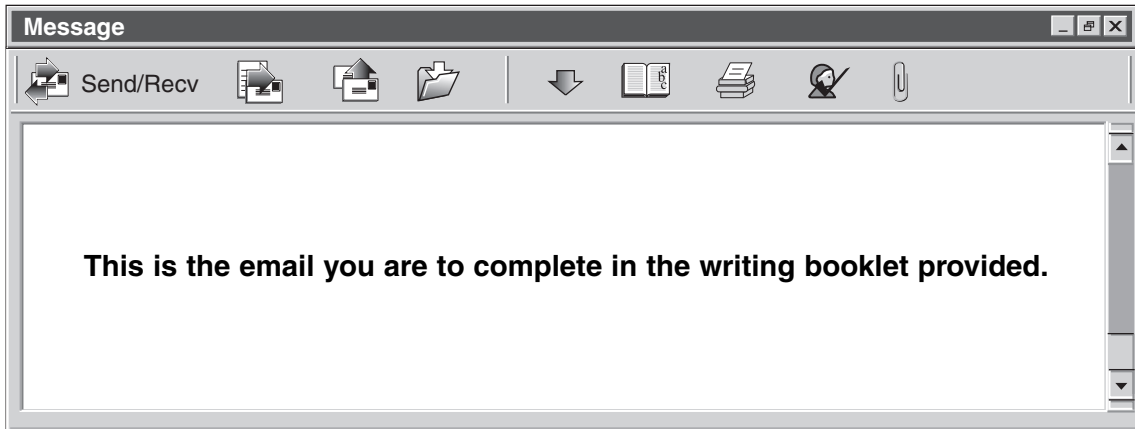 Message
Send/Recv
a
b
c
This is the email you are to complete in the writing booklet provided.